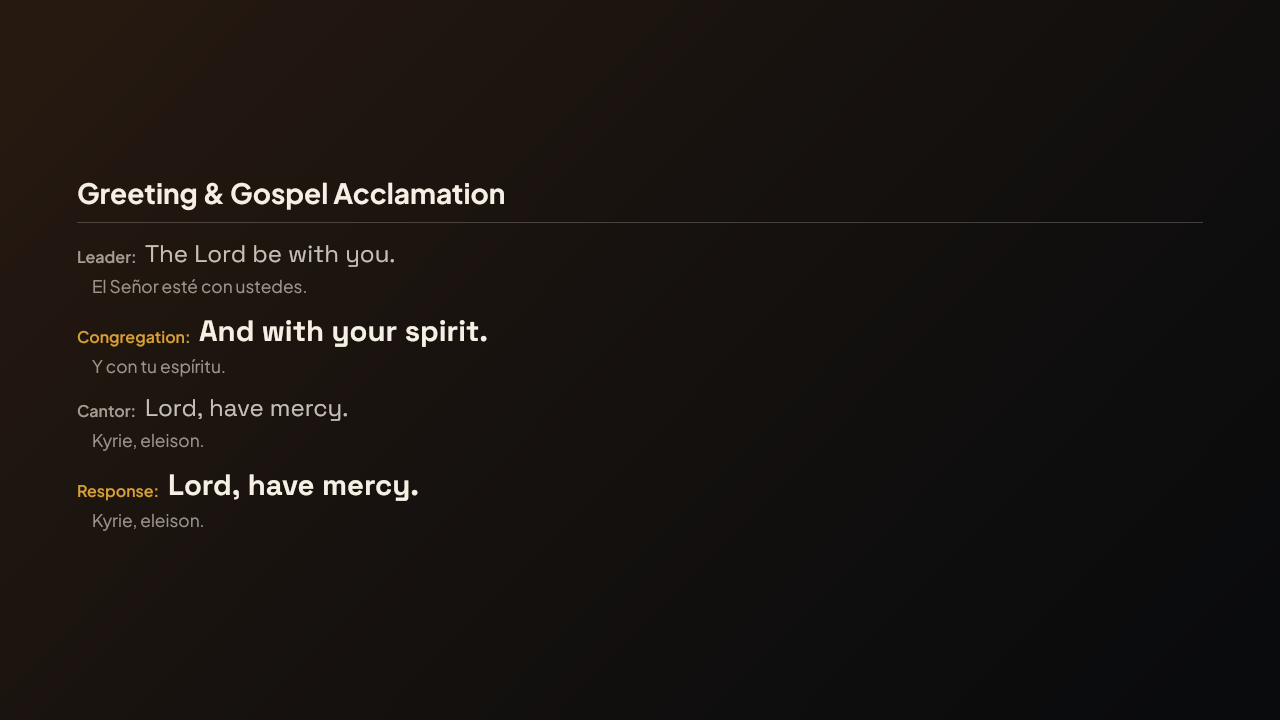 Greeting & Gospel Acclamation
Leader: The Lord be with you.
El Señor esté con ustedes.
Congregation: And with your spirit.
Y con tu espíritu.
Cantor: Lord, have mercy.
Kyrie, eleison.
Response: Lord, have mercy.
Kyrie, eleison.